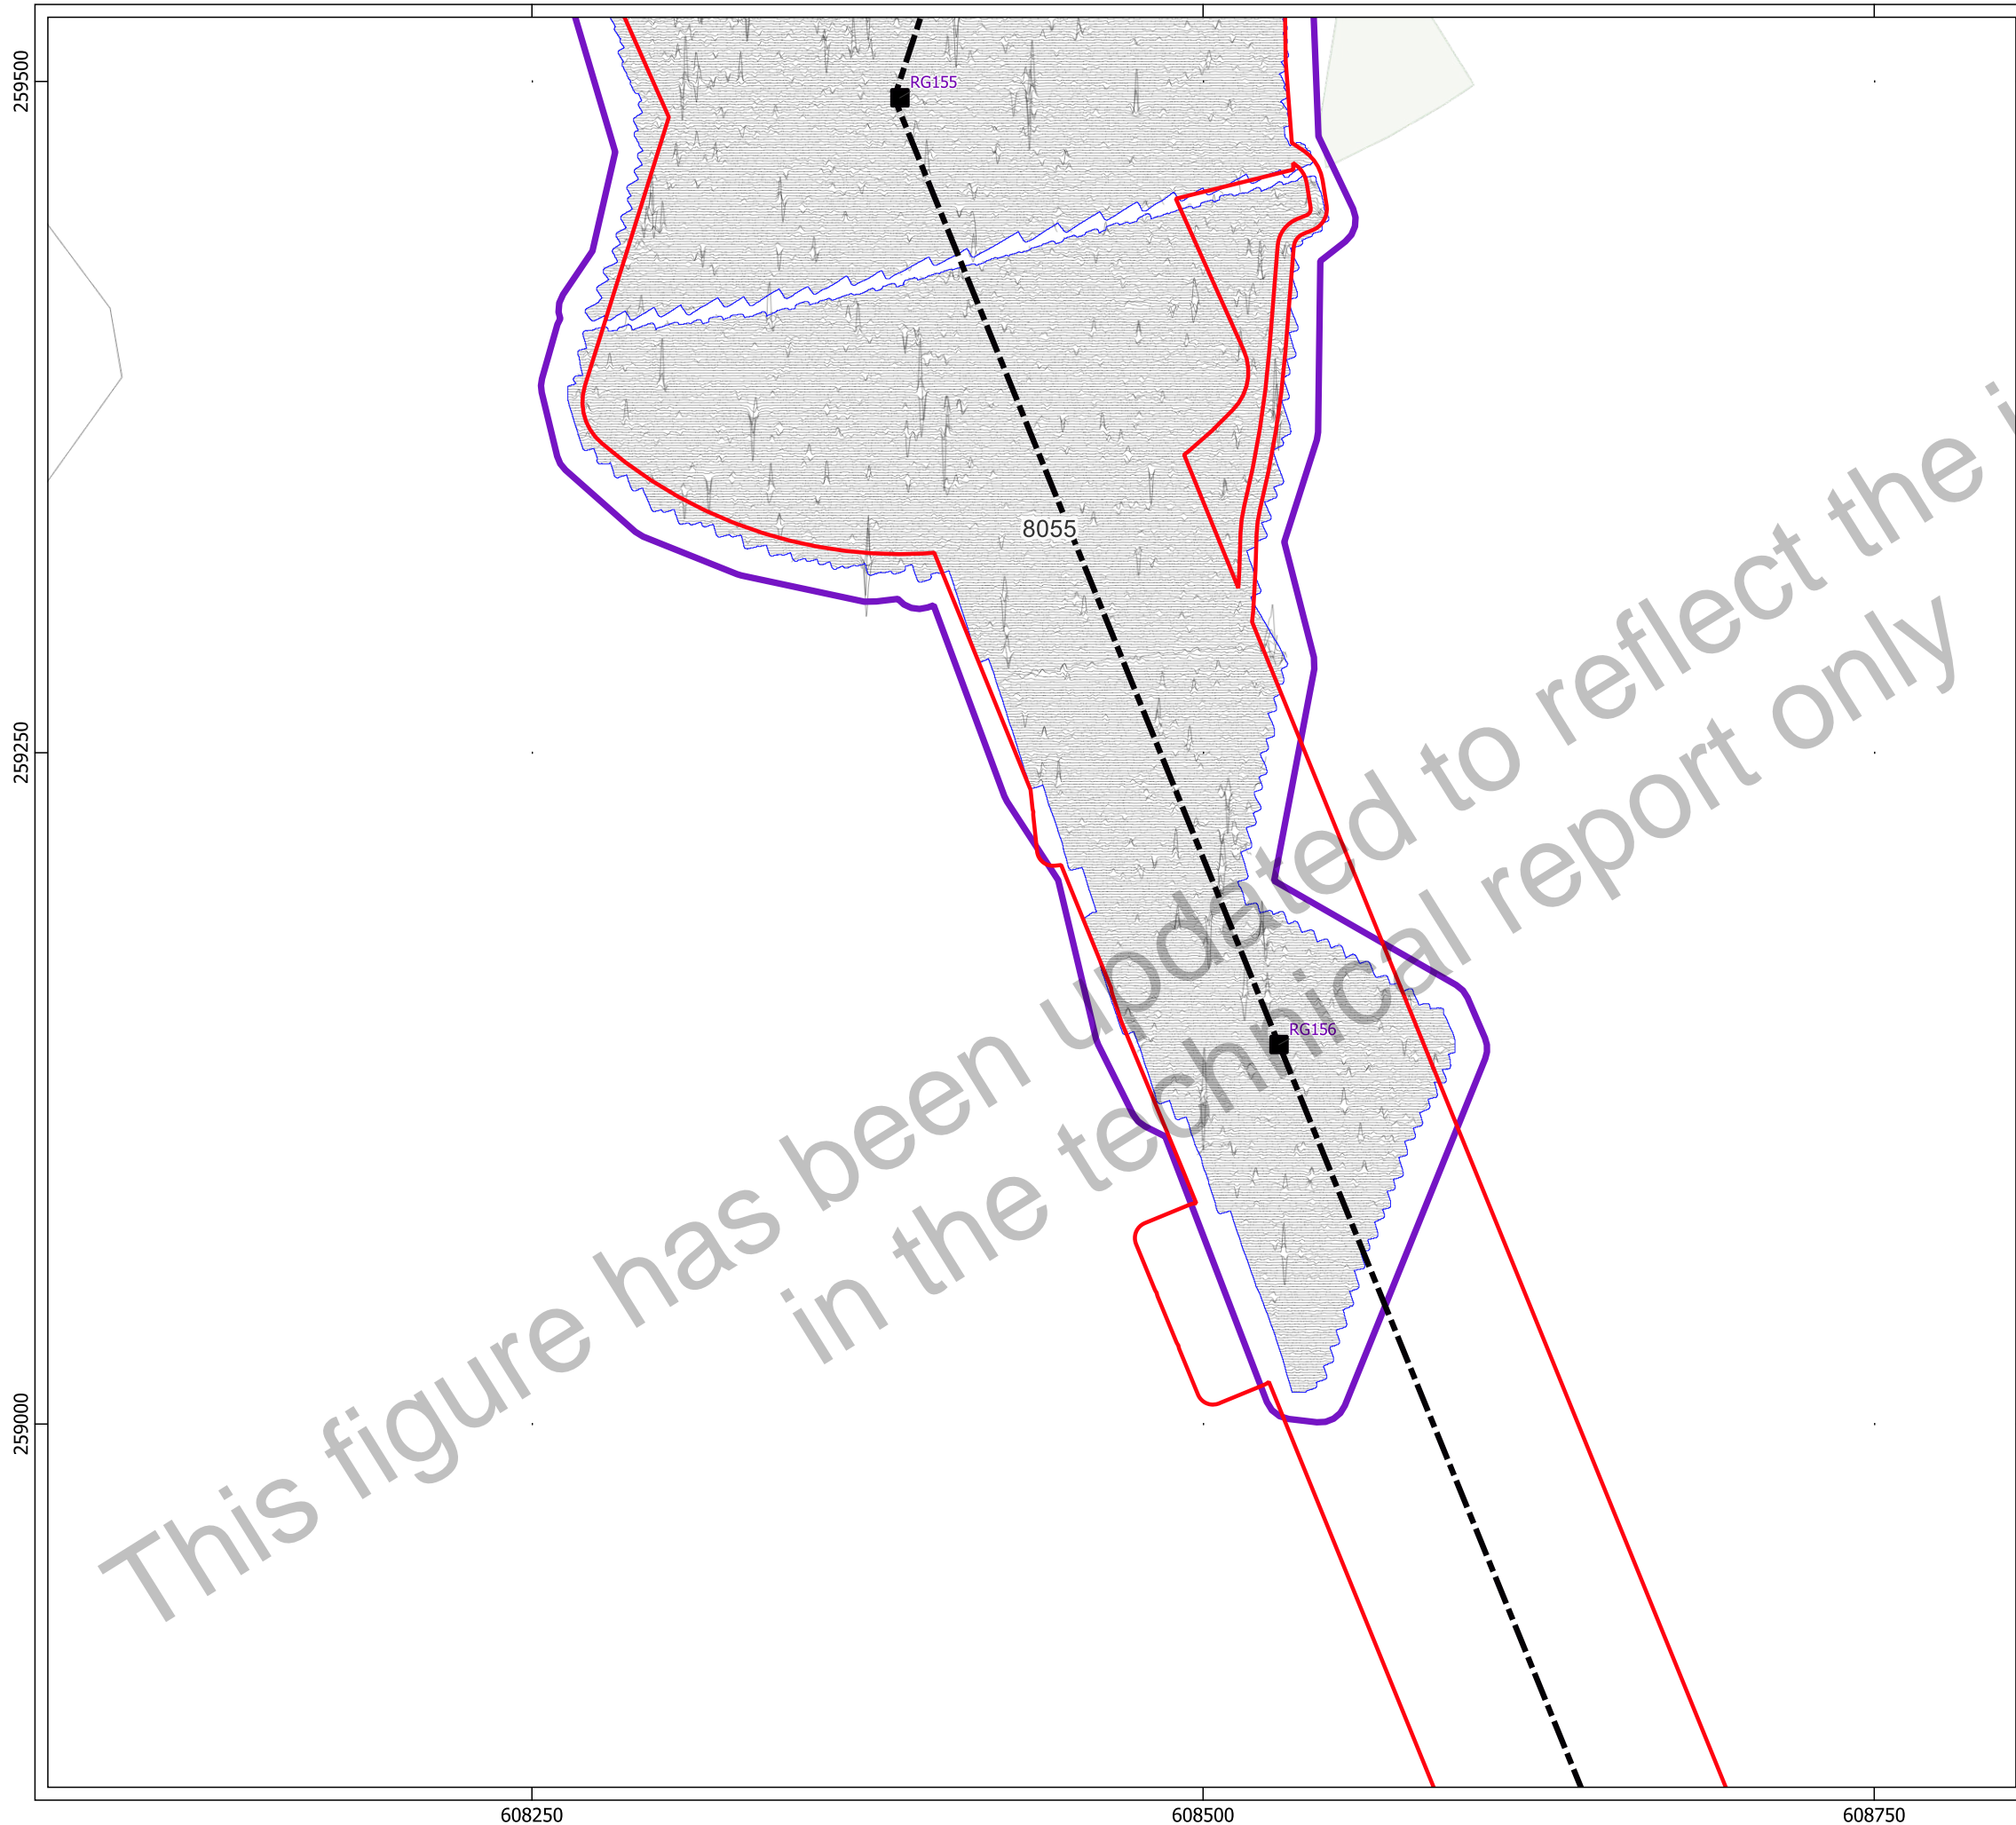 259500
RG155
8055
259250
RG156
259000
608250
608500
608750
This figure has been updated to reflect the
in the technical report only